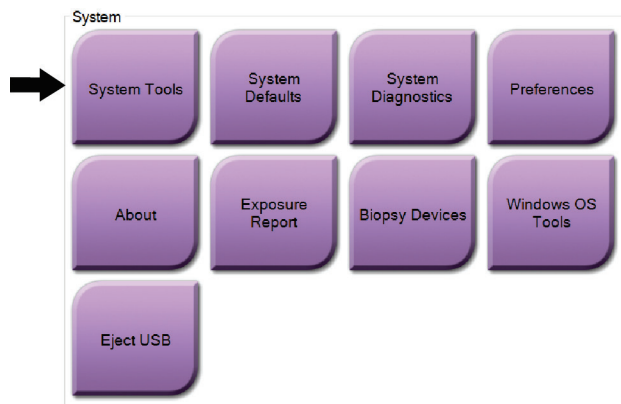 System
System Tools
System
Defaults
System
Diagnostics
Preferences
About
Exposure
Report
Biopsy Devices
Windows OS
Tools
Eject USB